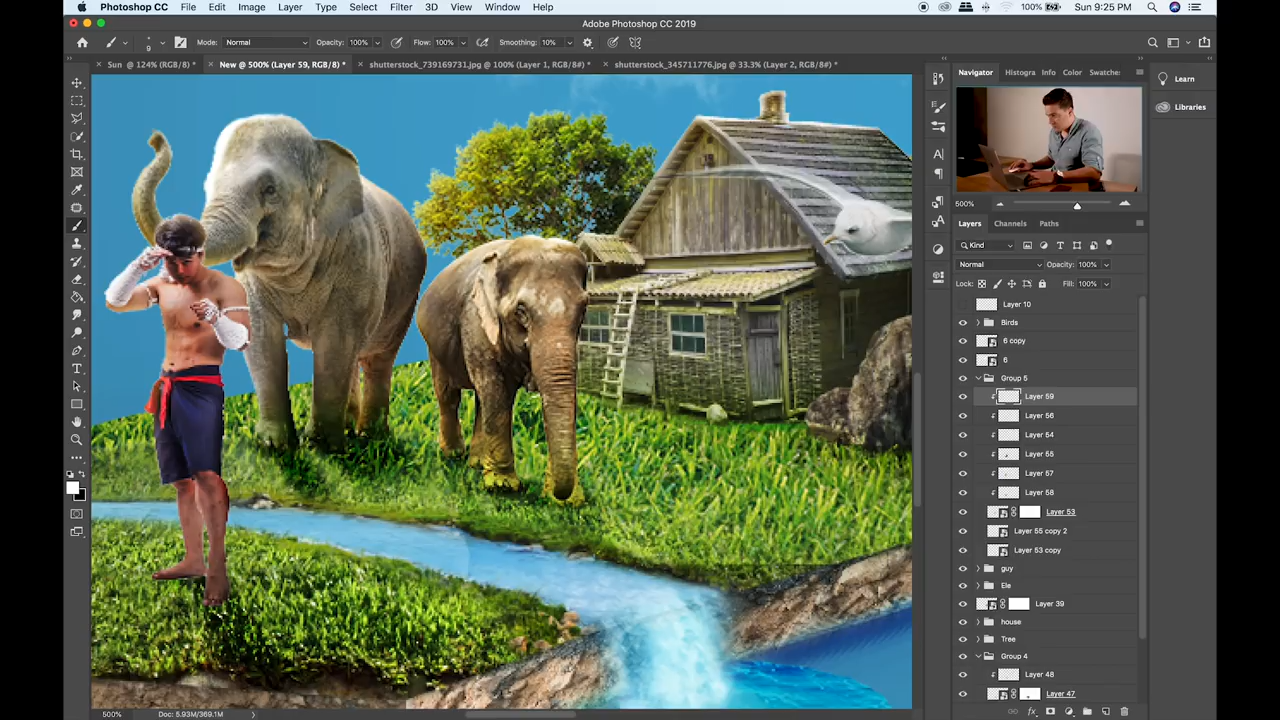 Photoshop CC File Edit Image Layer Type Select Filter 3D View Window Help 100% Sun 9:25 PM
Adobe Photoshop CC 2019
9 Mode: Normal Opacity: 100% Flow: 100% Smoothing: 10%
× Sun @ 124% (RGB/8) * × New @ 500% (Layer 59, RGB/8) * × shutterstock_739169731.jpg @ 100% (Layer 1, RGB/8#) * × shutterstock_345711776.jpg @ 33.3% (Layer 2, RGB/8#) *
Navigator Histogra Info Color Swatche:
Learn
Libraries
500%
Layers Channels Paths
Kind
Normal Opacity: 100%
Lock: Fill: 100%
Layer 10
Birds
6 copy
6
Group 5
Layer 59
Layer 56
Layer 54
Layer 55
Layer 57
Layer 58
Layer 53
Layer 55 copy 2
Layer 53 copy
guy
Ele
Layer 39
house
Tree
Group 4
Layer 48
Layer 47
500% Doc: 5.93M/369.1M
fx